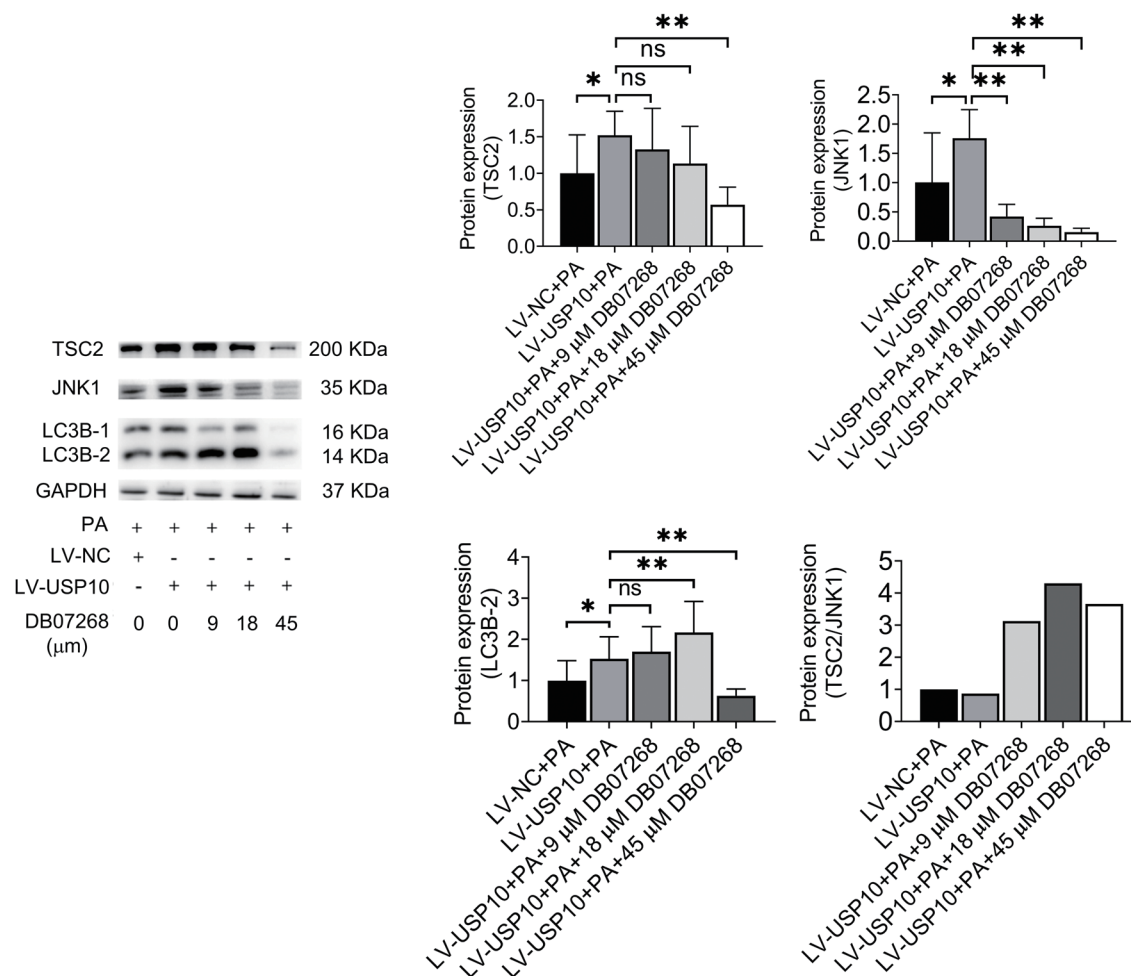 TSC2 200 KDa
JNK1 35 KDa
LC3B-1 16 KDa
LC3B-2 14 KDa
GAPDH 37 KDa
PA + + + + +
LV-NC + - - - -
LV-USP10 - + + + +
DB07268 0 0 9 18 45
(μm)
Protein expression
(TSC2)
2.0
1.5
1.0
0.5
0.0
*
ns
ns
**
LV-NC+PA
LV-USP10+PA
LV-USP10+PA+9 μM DB07268
LV-USP10+PA+18 μM DB07268
LV-USP10+PA+45 μM DB07268
Protein expression
(JNK1)
2.5
2.0
1.5
1.0
0.5
0.0
*
**
**
**
LV-NC+PA
LV-USP10+PA
LV-USP10+PA+9 μM DB07268
LV-USP10+PA+18 μM DB07268
LV-USP10+PA+45 μM DB07268
Protein expression
(LC3B-2)
4
3
2
1
0
*
ns
**
**
LV-NC+PA
LV-USP10+PA
LV-USP10+PA+9 μM DB07268
LV-USP10+PA+18 μM DB07268
LV-USP10+PA+45 μM DB07268
Protein expression
(TSC2/JNK1)
5
4
3
2
1
0
LV-NC+PA
LV-USP10+PA
LV-USP10+PA+9 μM DB07268
LV-USP10+PA+18 μM DB07268
LV-USP10+PA+45 μM DB07268